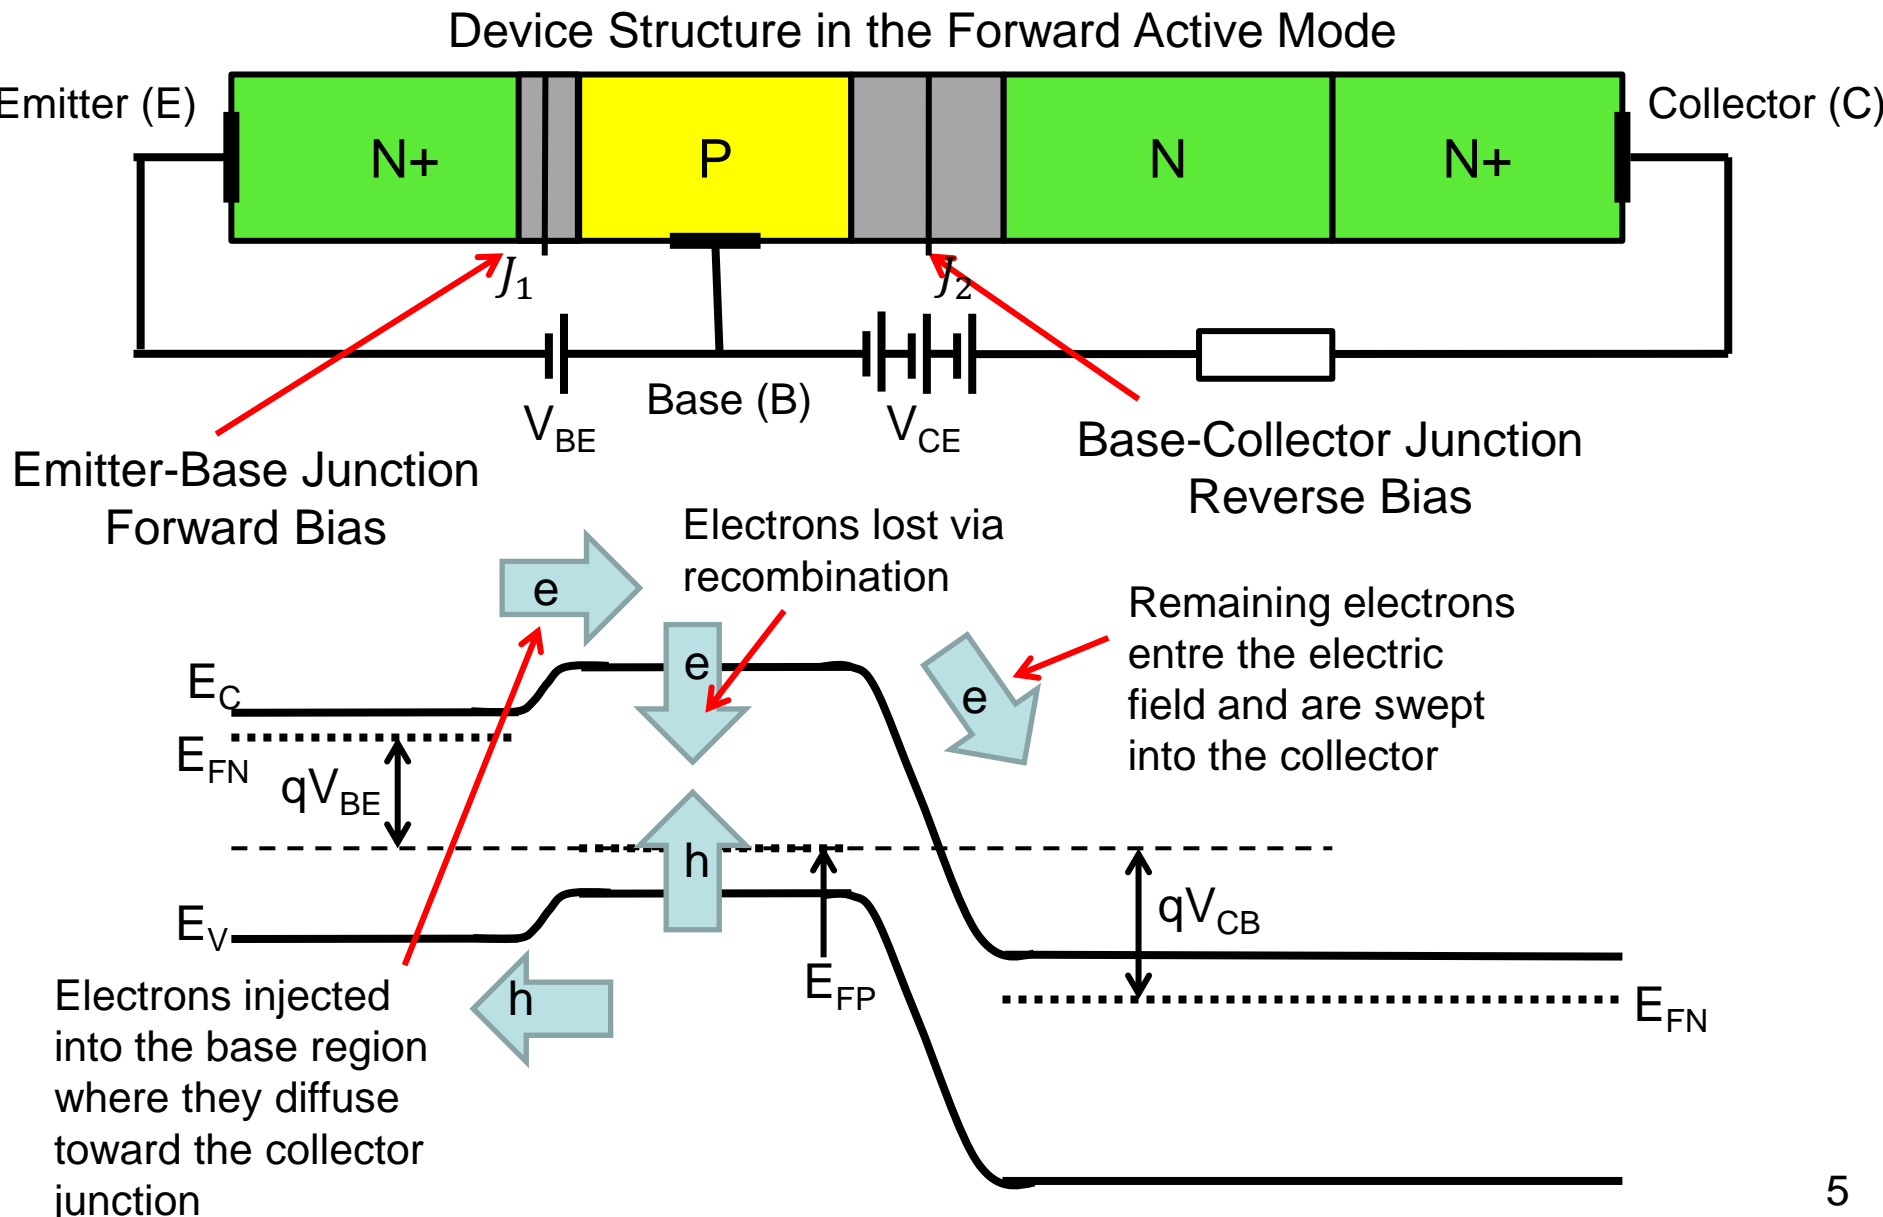 Device Structure in the Forward Active Mode
Emitter (E)
N+
P
N
N+
Collector (C)
J1
J2
VBE
Base (B)
VCE
Emitter-Base Junction
Forward Bias
Base-Collector Junction
Reverse Bias
Electrons lost via
recombination
e
e
e
Remaining electrons
entre the electric
field and are swept
into the collector
EC
EFN
qVBE
h
EV
h
EFP
qVCB
EFN
Electrons injected
into the base region
where they diffuse
toward the collector
junction
5